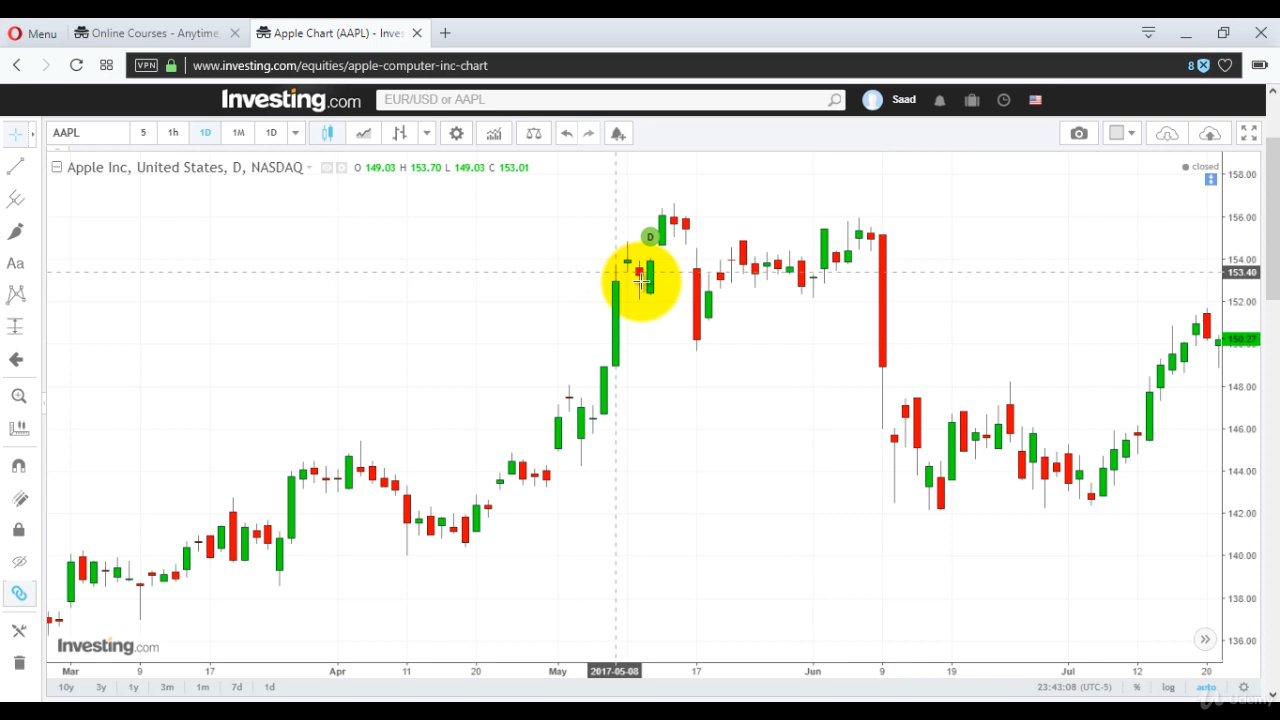 Menu
Online Courses - Anytime,
Apple Chart (AAPL) - Inves
VPN
www.investing.com/equities/apple-computer-inc-chart
8
Investing.com
EUR/USD or AAPL
Saad
AAPL
5
1h
1D
1M
1D
Apple Inc, United States, D, NASDAQ
O 149.03 H 153.70 L 149.03 C 153.01
closed
Aa
D
158.00
156.00
154.00
153.40
152.00
150.27
148.00
146.00
144.00
142.00
140.00
138.00
136.00
Investing.com
Mar
9
17
Apr
11
20
May
2017-05-08
17
Jun
9
19
Jul
12
20
10y
3y
1y
3m
1m
7d
1d
23:43:08 (UTC-5)
%
log
auto
Udemy